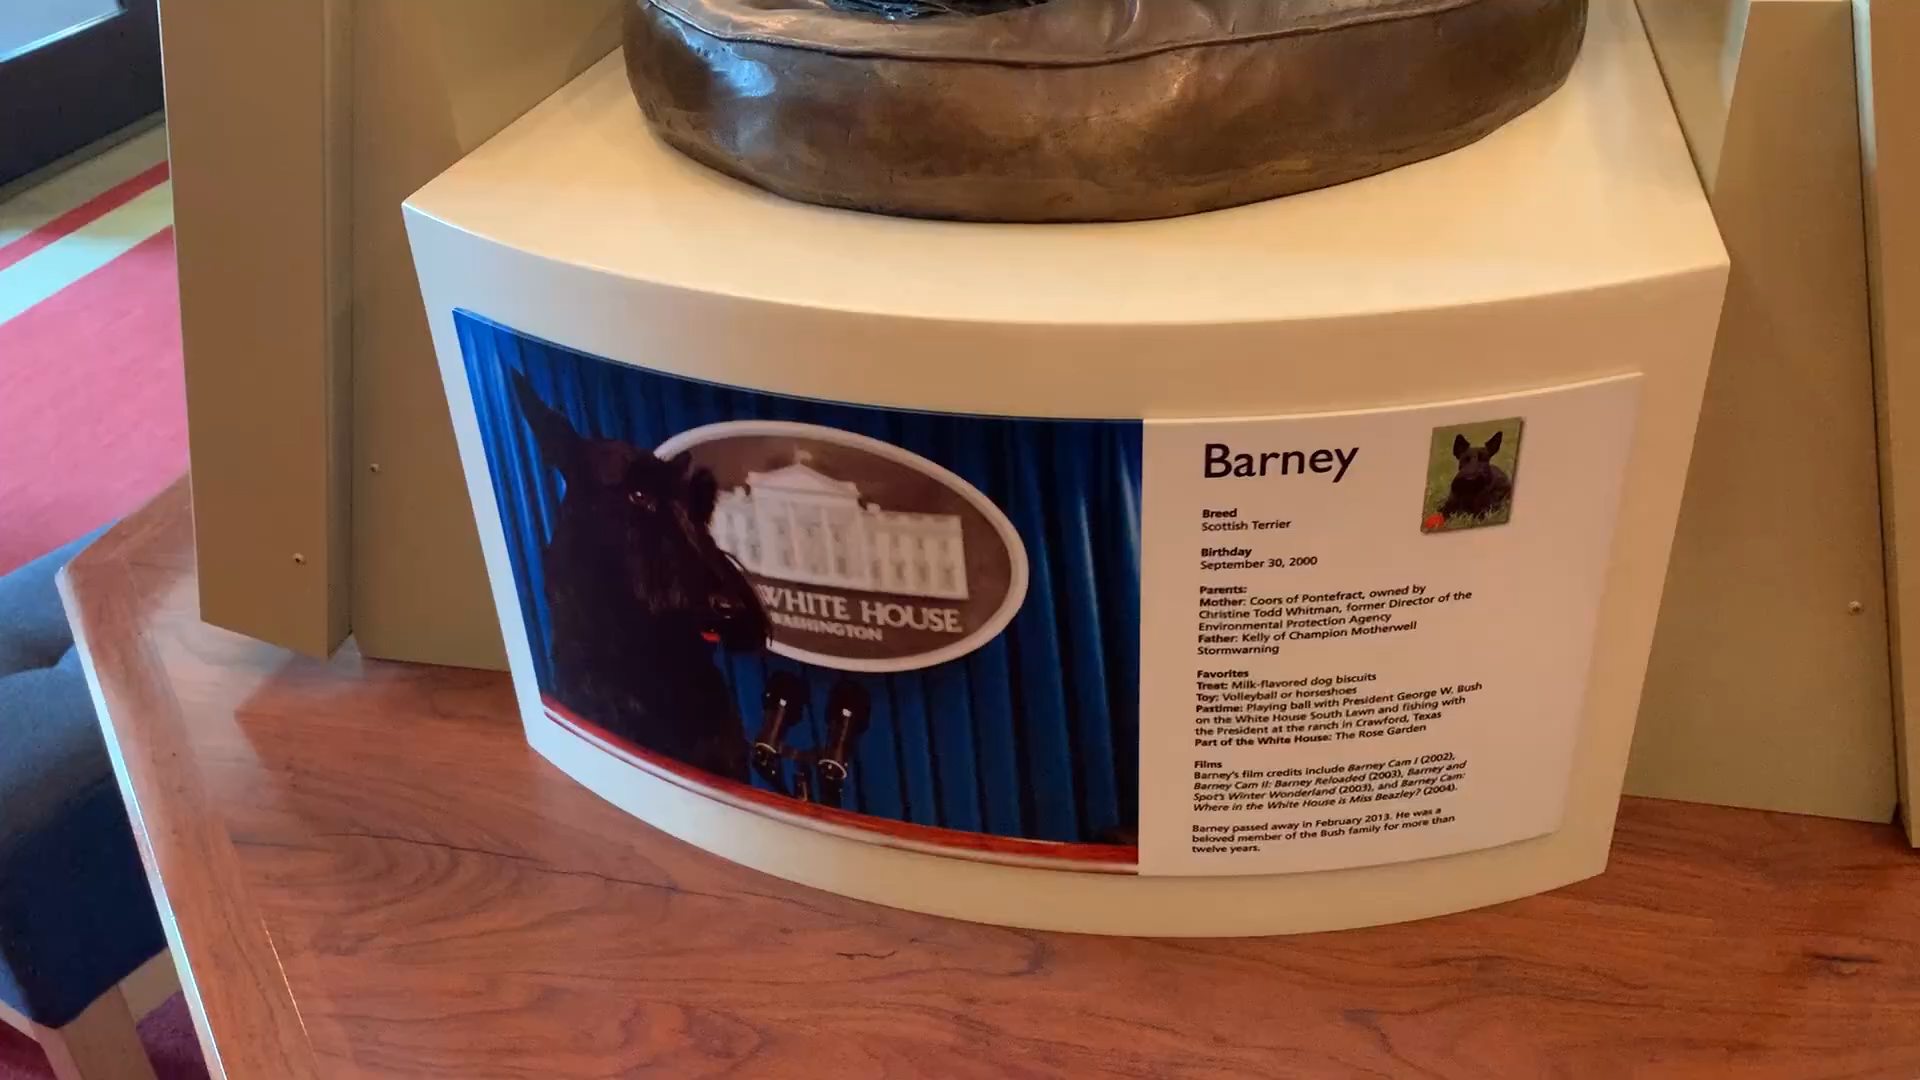 WHITE HOUSE
WASHINGTON
Barney
Breed
Scottish Terrier
Birthday
September 30, 2000
Parents:
Mother: Coors of Pontefract, owned by
Christine Todd Whitman, former Director of the
Environmental Protection Agency
Father: Kelly of Champion Motherwell
Stormwarning
Favorites
Treat: Milk-flavored dog biscuits
Toy: Volleyball or horseshoes
Pastime: Playing ball with President George W. Bush
on the White House South Lawn and fishing with
the President at the ranch in Crawford, Texas
Part of the White House: The Rose Garden
Films
Barney's film credits include Barney Cam I (2002),
Barney Cam II: Barney Reloaded (2003), Barney and
Spot's Winter Wonderland (2003), and Barney Cam:
Where in the White House is Miss Beazley? (2004).
Barney passed away in February 2013. He was a
beloved member of the Bush family for more than
twelve years.